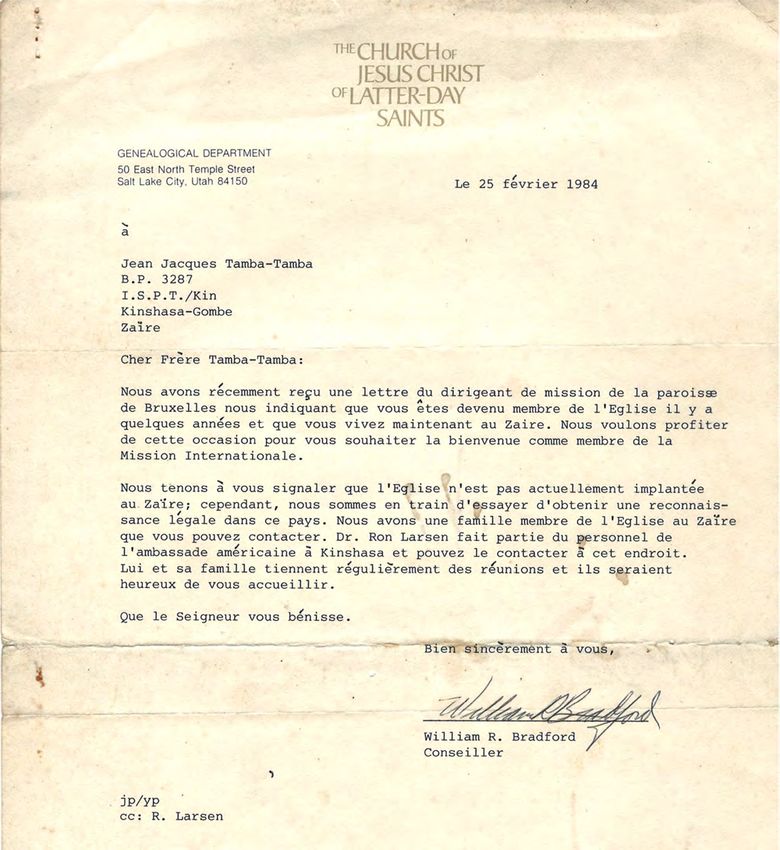 THE CHURCH OF
JESUS CHRIST
OF LATTER-DAY
SAINTS
GENEALOGICAL DEPARTMENT
50 East North Temple Street
Salt Lake City, Utah 84150
Le 25 février 1984
à
Jean Jacques Tamba-Tamba
B.P. 3287
I.S.P.T./Kin
Kinshasa-Gombe
Zaïre
Cher Frère Tamba-Tamba:
Nous avons récemment reçu une lettre du dirigeant de mission de la paroisse
de Bruxelles nous indiquant que vous êtes devenu membre de l'Eglise il y a
quelques années et que vous vivez maintenant au Zaire. Nous voulons profiter
de cette occasion pour vous souhaiter la bienvenue comme membre de la
Mission Internationale.
Nous tenons à vous signaler que l'Eglise n'est pas actuellement implantée
au Zaïre; cependant, nous sommes en train d'essayer d'obtenir une reconnais-
sance légale dans ce pays. Nous avons une famille membre de l'Eglise au Zaïre
que vous pouvez contacter. Dr. Ron Larsen fait partie du personnel de
l'ambassade américaine à Kinshasa et pouvez le contacter à cet endroit.
Lui et sa famille tiennent régulièrement des réunions et ils seraient
heureux de vous accueillir.
Que le Seigneur vous bénisse.
Bien sincèrement à vous,
William R Bradford
William R. Bradford
Conseiller
jp/yp
cc: R. Larsen